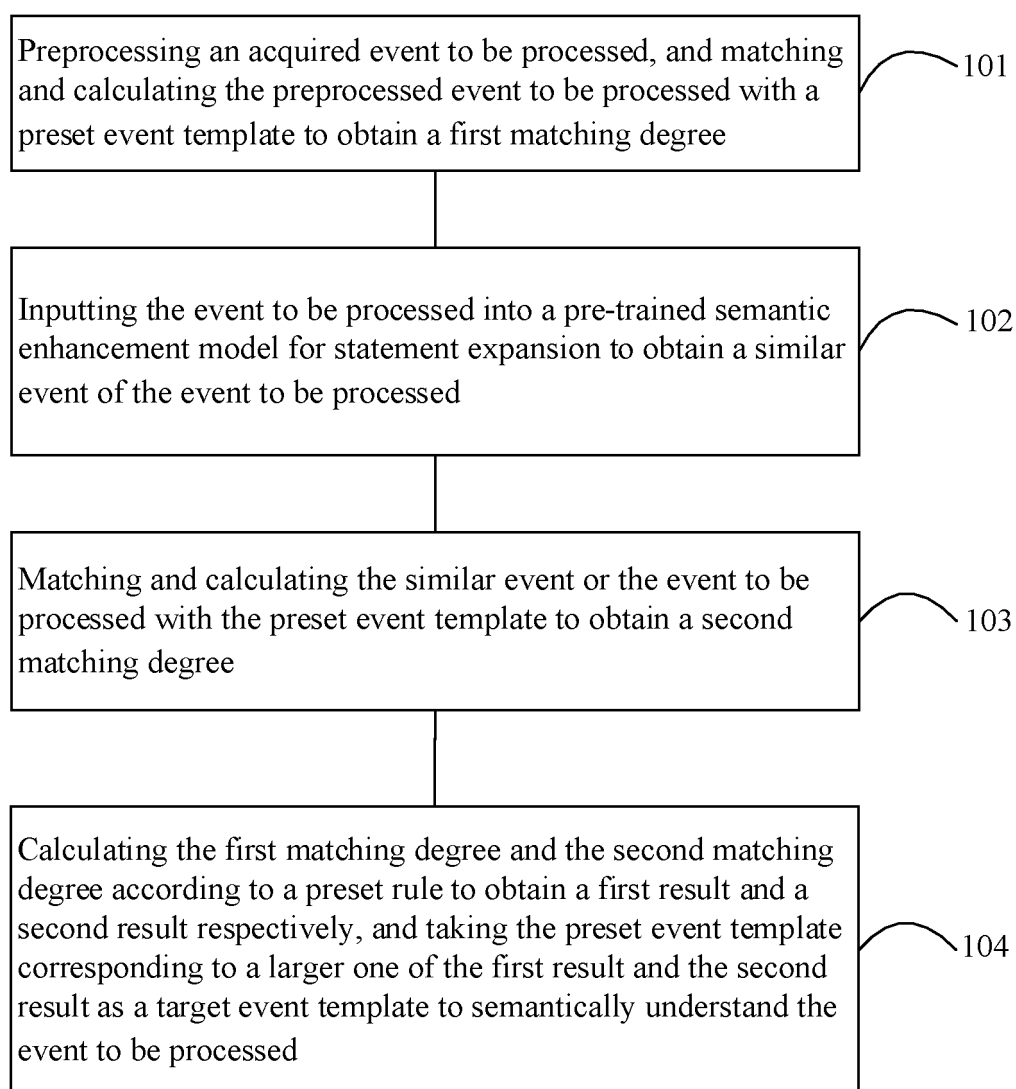 Preprocessing an acquired event to be processed, and matching
and calculating the preprocessed event to be processed with a
preset event template to obtain a first matching degree
101
Inputting the event to be processed into a pre-trained semantic
enhancement model for statement expansion to obtain a similar
event of the event to be processed
102
Matching and calculating the similar event or the event to be
processed with the preset event template to obtain a second
matching degree
103
Calculating the first matching degree and the second matching
degree according to a preset rule to obtain a first result and a
second result respectively, and taking the preset event template
corresponding to a larger one of the first result and the second
result as a target event template to semantically understand the
event to be processed
104